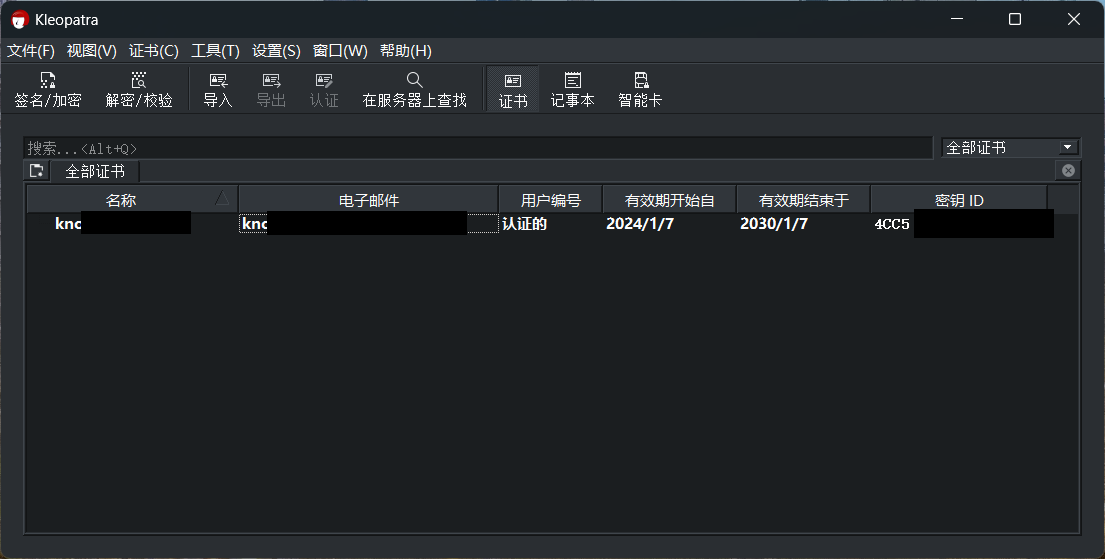 Kleopatra
文件(F) 视图(V) 证书(C) 工具(T) 设置(S) 窗口(W) 帮助(H)
签名/加密 解密/校验 导入 导出 认证 在服务器上查找 证书 记事本 智能卡
搜索...<Alt+Q> 全部证书
全部证书
名称 电子邮件 用户编号 有效期开始自 有效期结束于 密钥 ID
knc knc 认证的 2024/1/7 2030/1/7 4CC5